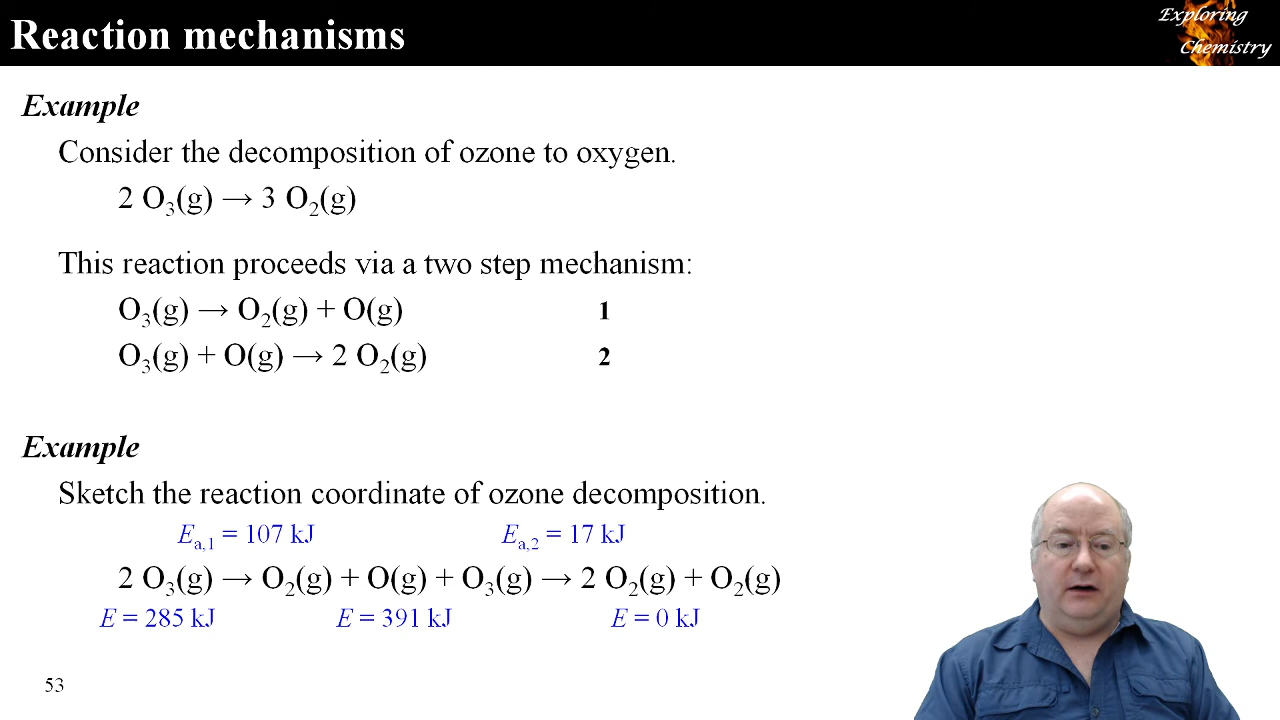 Reaction mechanisms
Exploring
Chemistry
Example
Consider the decomposition of ozone to oxygen.
2 O₃(g) → 3 O₂(g)
This reaction proceeds via a two step mechanism:
O₃(g) → O₂(g) + O(g) 1
O₃(g) + O(g) → 2 O₂(g) 2
Example
Sketch the reaction coordinate of ozone decomposition.
Eₐ,₁ = 107 kJ Eₐ,₂ = 17 kJ
2 O₃(g) → O₂(g) + O(g) + O₃(g) → 2 O₂(g) + O₂(g)
E = 285 kJ E = 391 kJ E = 0 kJ
53